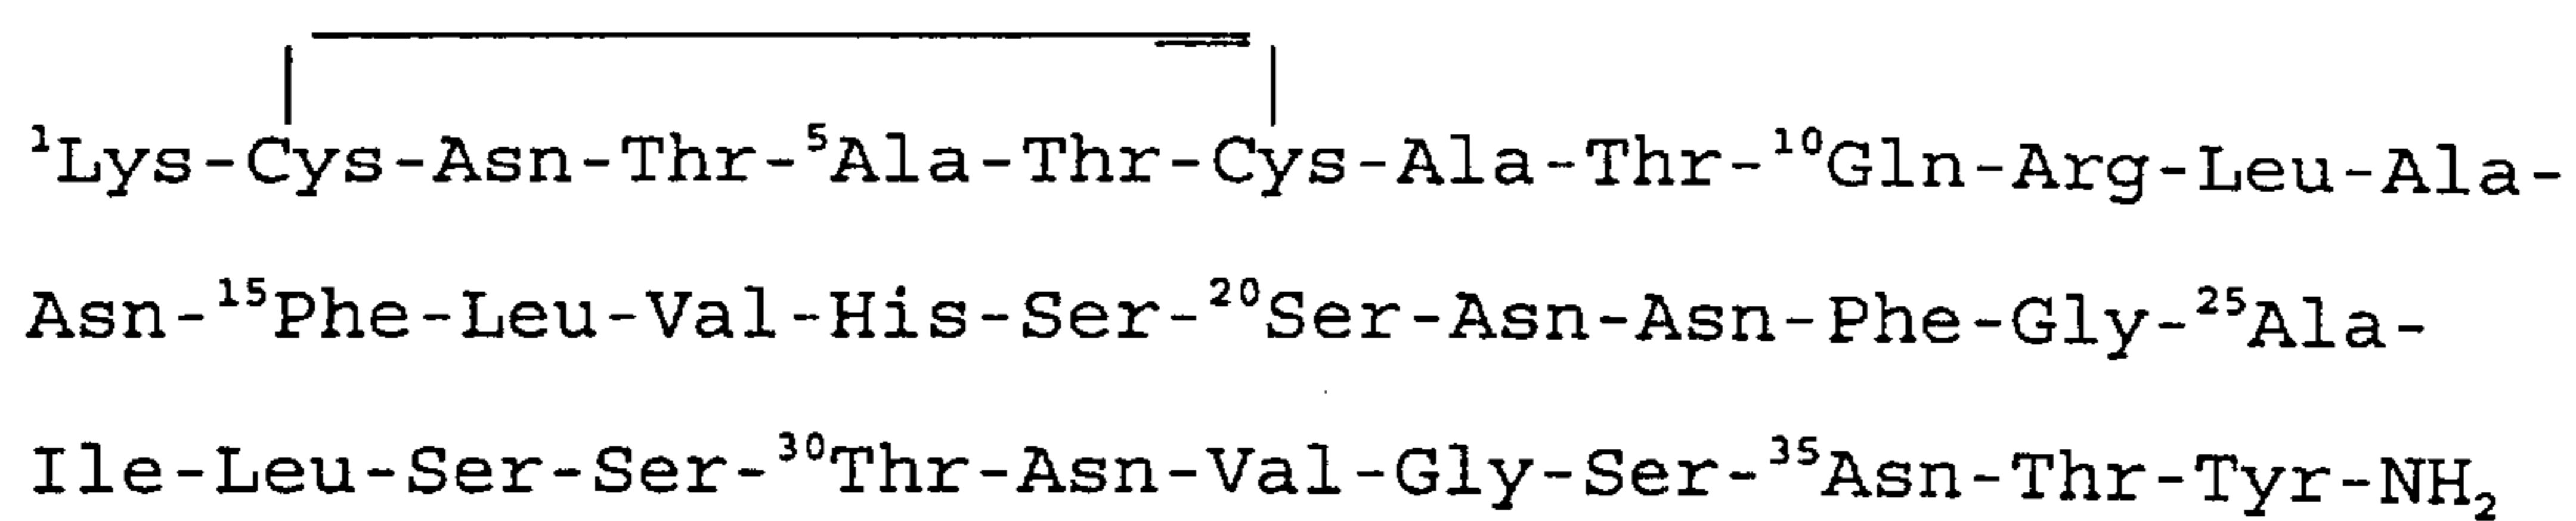 ¹Lys-Cys-Asn-Thr-⁵Ala-Thr-Cys-Ala-Thr-¹⁰Gln-Arg-Leu-Ala-
Asn-¹⁵Phe-Leu-Val-His-Ser-²⁰Ser-Asn-Asn-Phe-Gly-²⁵Ala-
Ile-Leu-Ser-Ser-³⁰Thr-Asn-Val-Gly-Ser-³⁵Asn-Thr-Tyr-NH₂